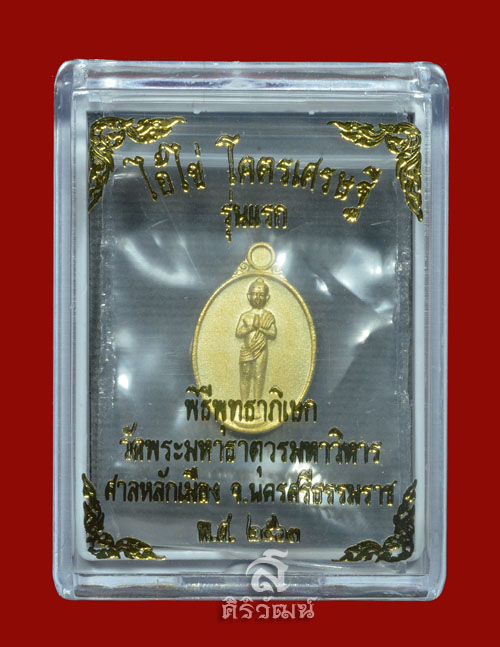 ไอ้ไข่ โคตรเศรษฐี
รุ่นแรก
พิธีพุทธาภิเษก
วัดพระมหาธาตุวรมหาวิหาร
ศาลหลักเมือง จ.นครศรีธรรมราช
พ.ศ. ๒๕๖๓
ศิริวัฒน์